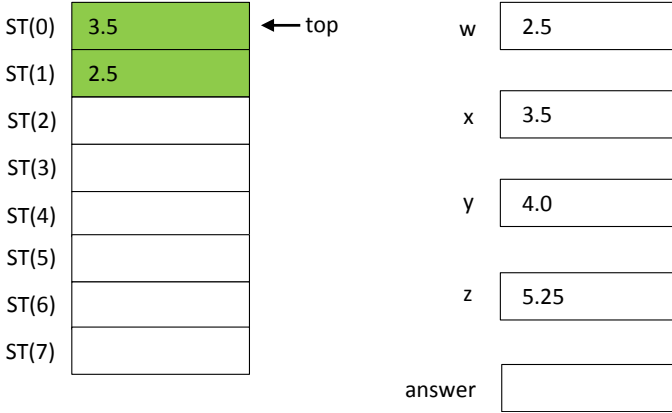 ST(0) 3.5 top
ST(1) 2.5
ST(2)
ST(3)
ST(4)
ST(5)
ST(6)
ST(7)
w 2.5
x 3.5
y 4.0
z 5.25
answer